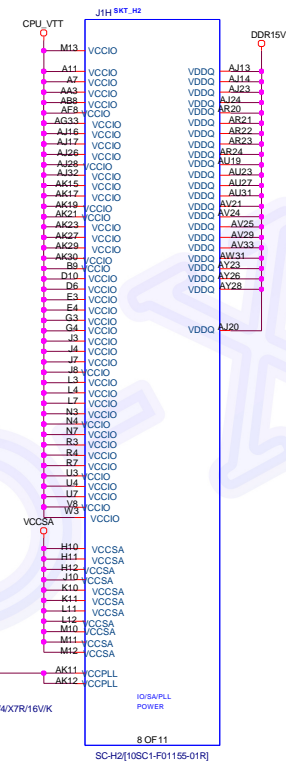 J1H SKT_H2
CPU_VTT
DDR15V
M13 VCCIO
A11 VCCIO
A7 VCCIO
AA3 VCCIO
AB8 VCCIO
AF8 VCCIO
AG33 VCCIO
AJ16 VCCIO
AJ17 VCCIO
AJ26 VCCIO
AJ28 VCCIO
AJ32 VCCIO
AK15 VCCIO
AK17 VCCIO
AK19 VCCIO
AK21 VCCIO
AK23 VCCIO
AK27 VCCIO
AK29 VCCIO
AK30 VCCIO
B9 VCCIO
D10 VCCIO
D6 VCCIO
E3 VCCIO
E4 VCCIO
G3 VCCIO
G4 VCCIO
J3 VCCIO
J4 VCCIO
J7 VCCIO
J8 VCCIO
L3 VCCIO
L4 VCCIO
L7 VCCIO
N3 VCCIO
N4 VCCIO
N7 VCCIO
R3 VCCIO
R4 VCCIO
R7 VCCIO
U3 VCCIO
U4 VCCIO
U7 VCCIO
V8 VCCIO
W3 VCCIO
VCCSA
H10 VCCSA
H11 VCCSA
H12 VCCSA
J10 VCCSA
K10 VCCSA
K11 VCCSA
L11 VCCSA
L12 VCCSA
M10 VCCSA
M11 VCCSA
M12 VCCSA
AK11 VCCPLL
AK12 VCCPLL
VDDQ AJ13
VDDQ AJ14
VDDQ AJ23
VDDQ AJ24
VDDQ AR20
VDDQ AR21
VDDQ AR22
VDDQ AR23
VDDQ AR24
VDDQ AU19
VDDQ AU23
VDDQ AU27
VDDQ AU31
VDDQ AV21
VDDQ AV24
VDDQ AV25
VDDQ AV29
VDDQ AV33
VDDQ AW31
VDDQ AY23
VDDQ AY26
VDDQ AY28
VDDQ AJ20
4/X7R/16V/K
IO/SA/PLL
POWER
8 OF 11
SC-H2/[10SC1-F01155-01R]